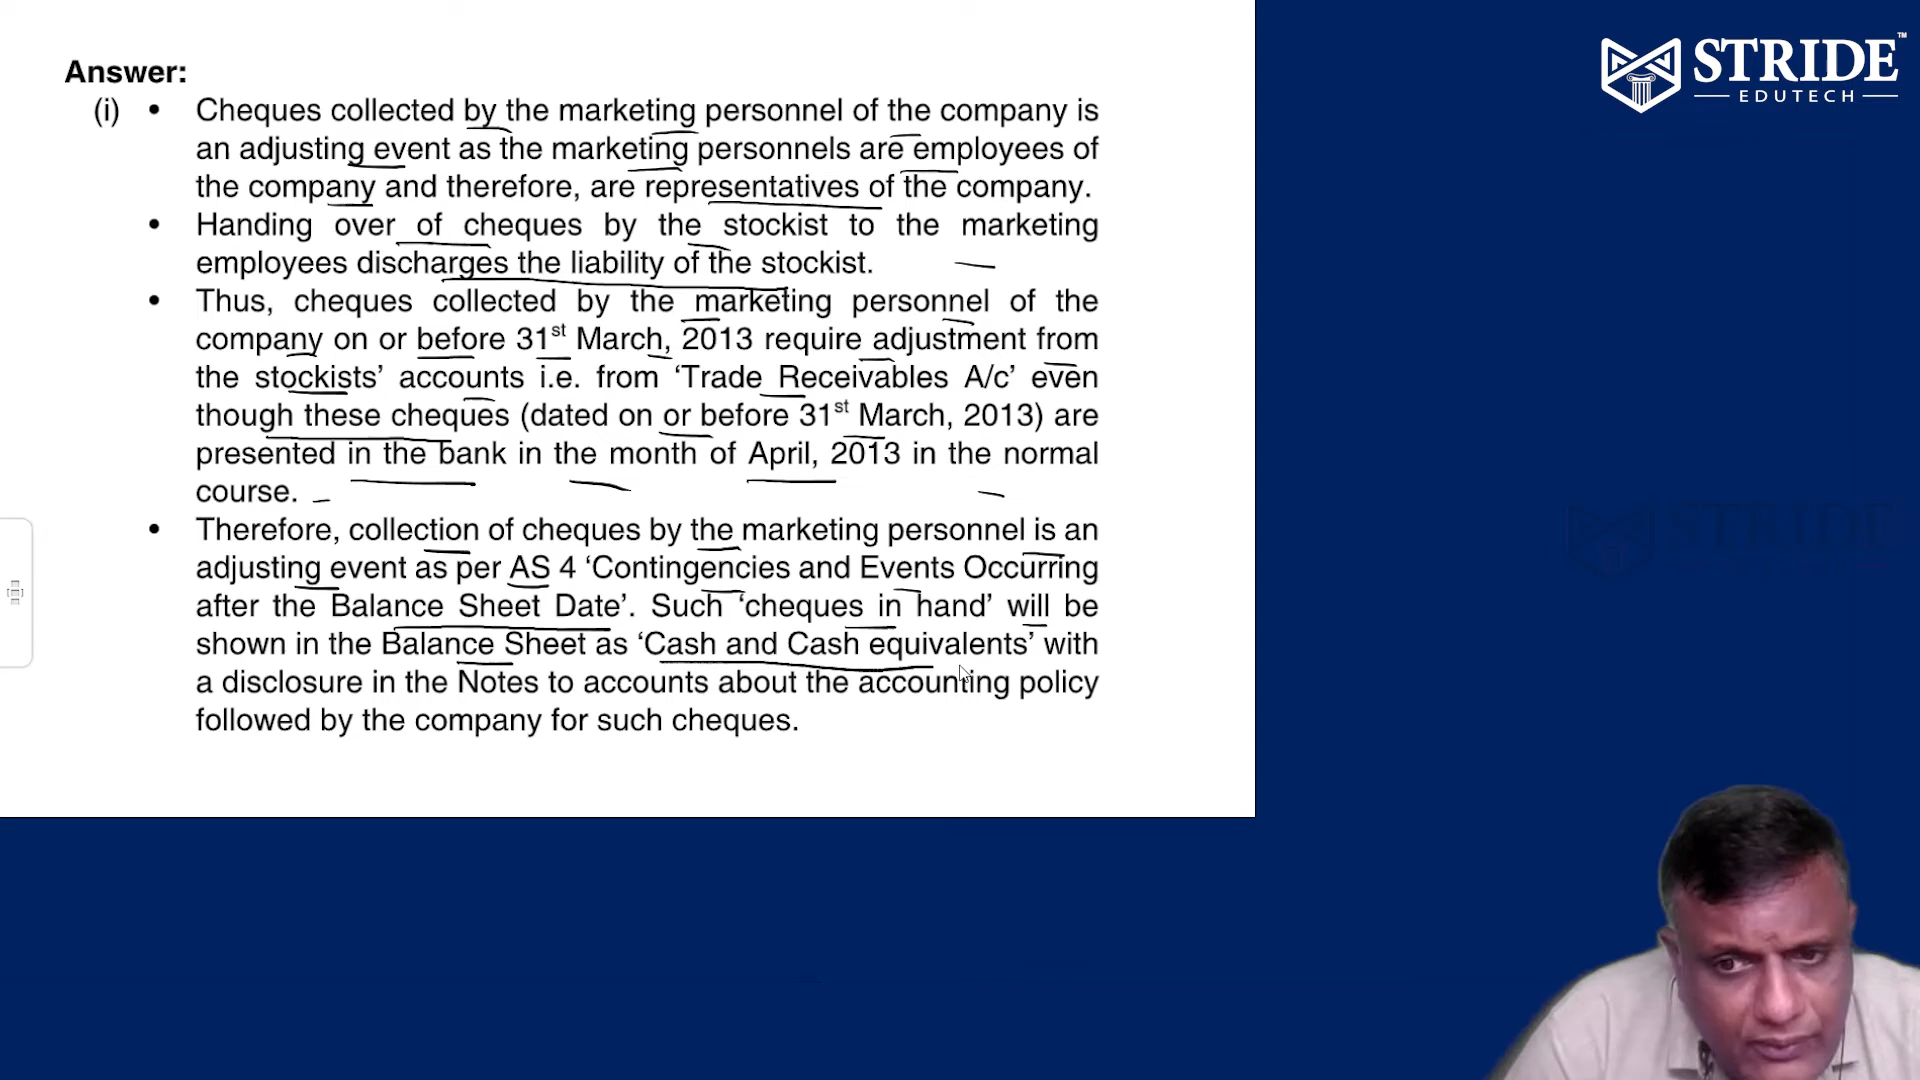 Answer:
(i) • Cheques collected by the marketing personnel of the company is
an adjusting event as the marketing personnels are employees of
the company and therefore, are representatives of the company.
• Handing over of cheques by the stockist to the marketing
employees discharges the liability of the stockist.
• Thus, cheques collected by the marketing personnel of the
company on or before 31st March, 2013 require adjustment from
the stockists’ accounts i.e. from ‘Trade Receivables A/c’ even
though these cheques (dated on or before 31st March, 2013) are
presented in the bank in the month of April, 2013 in the normal
course.
• Therefore, collection of cheques by the marketing personnel is an
adjusting event as per AS 4 ‘Contingencies and Events Occurring
after the Balance Sheet Date’. Such ‘cheques in hand’ will be
shown in the Balance Sheet as ‘Cash and Cash equivalents’ with
a disclosure in the Notes to accounts about the accounting policy
followed by the company for such cheques.
STRIDE™
EDUTECH
STRIDE